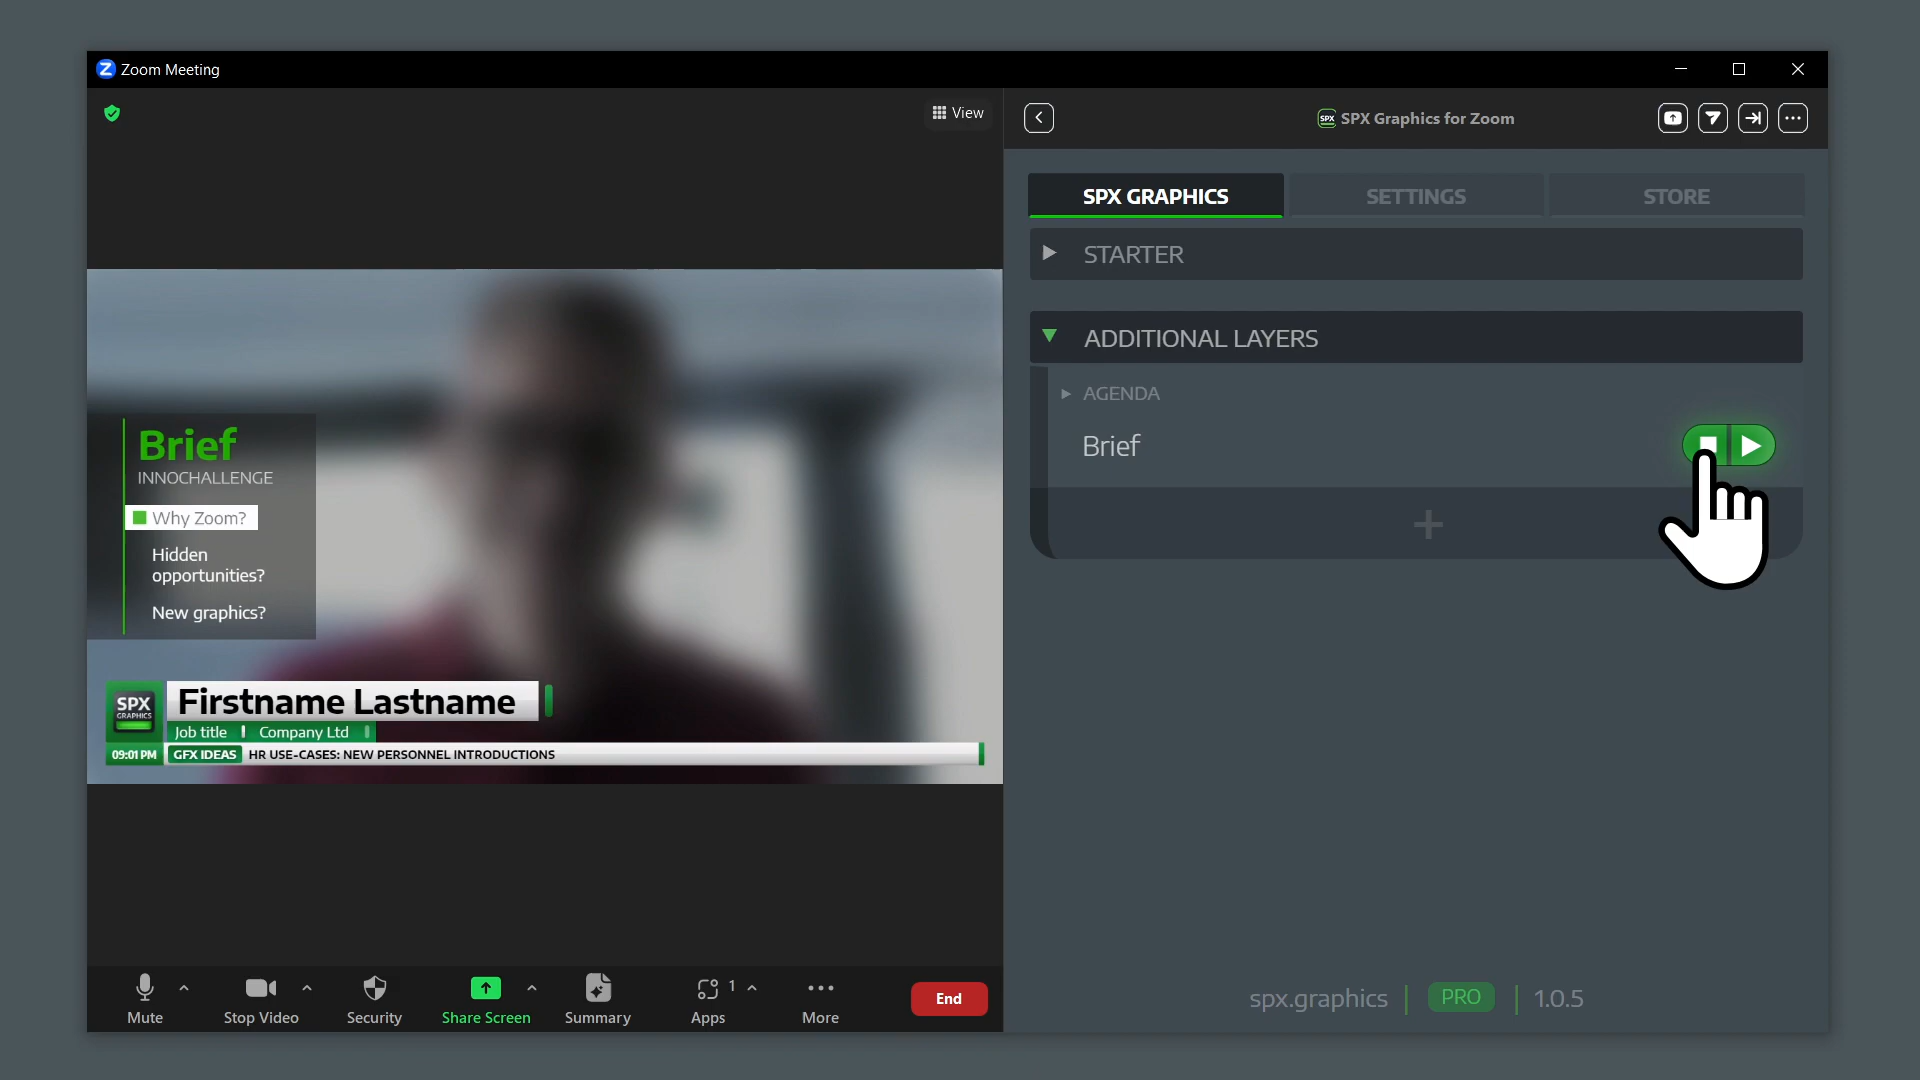 Zoom Meeting
View
SPX SPX Graphics for Zoom
SPX GRAPHICS
SETTINGS
STORE
STARTER
ADDITIONAL LAYERS
AGENDA
Brief
Brief
INNOCHALLENGE
Why Zoom?
Hidden
opportunities?
New graphics?
SPX
GRAPHICS
Firstname Lastname
Job title
Company Ltd
09:01 PM
GFX IDEAS
HR USE-CASES: NEW PERSONNEL INTRODUCTIONS
Mute
Stop Video
Security
Share Screen
Summary
1
Apps
More
End
spx.graphics
PRO
1.0.5